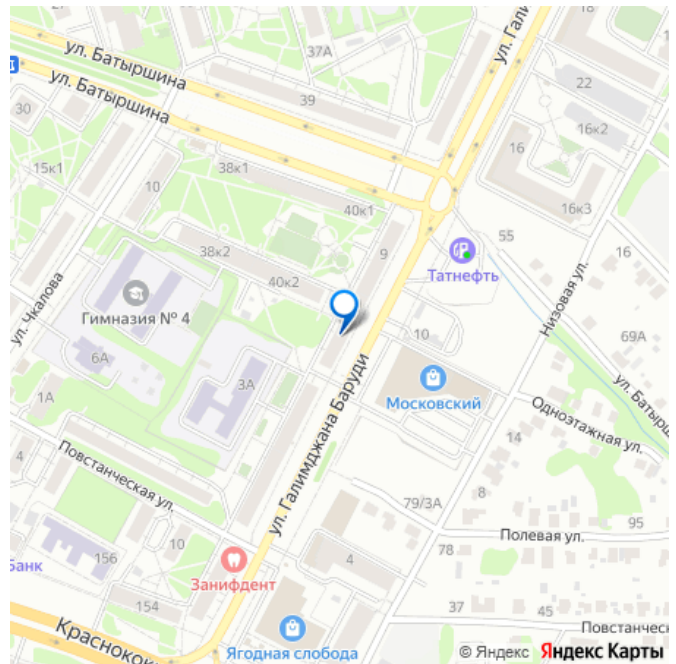 ул. Батыршина
37А
ул. Гали
18
22
ул. Батыршина
39
16к2
30
16
15к1
38к1
10
40к1
16к3
38к2
9
55
16
Татнефть
Низовая ул.
40к2
ул. Чкалова
Гимназия № 4
10
69А
6А
3А
Московский
ул. Батырш
1А
ул. Галимджана Баруди
Одноэтажная ул.
4
Повстанческая ул.
14
79/3А
8
95
Полевая ул.
Банк
156
10
4
78
Занифдент
154
37
45
Краснокок
Повстанческ
Ягодная слобода
© Яндекс Яндекс Карты